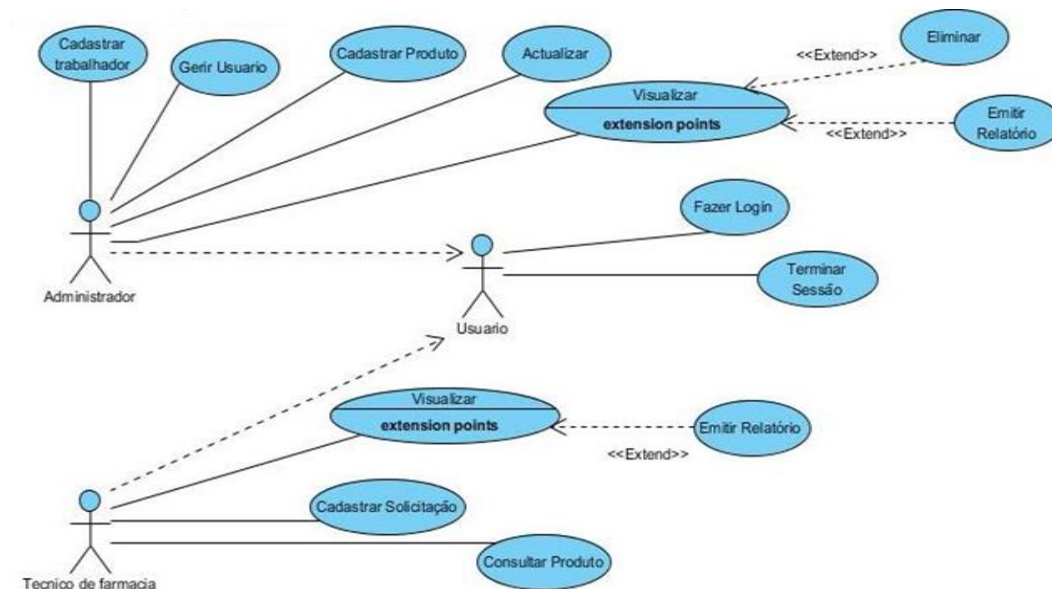 Cadastrar
trabalhador
Gerir Usuario
Cadastrar Produto
Actualizar
Eliminar
<<Extend>>
Visualizar
extension points
<<Extend>>
Emitir
Relatório
Fazer Login
Terminar
Sessão
Administrador
Usuario
Visualizar
extension points
Emitir Relatório
<<Extend>>
Cadastrar Solicitação
Consultar Produto
Tecnico de farmacia